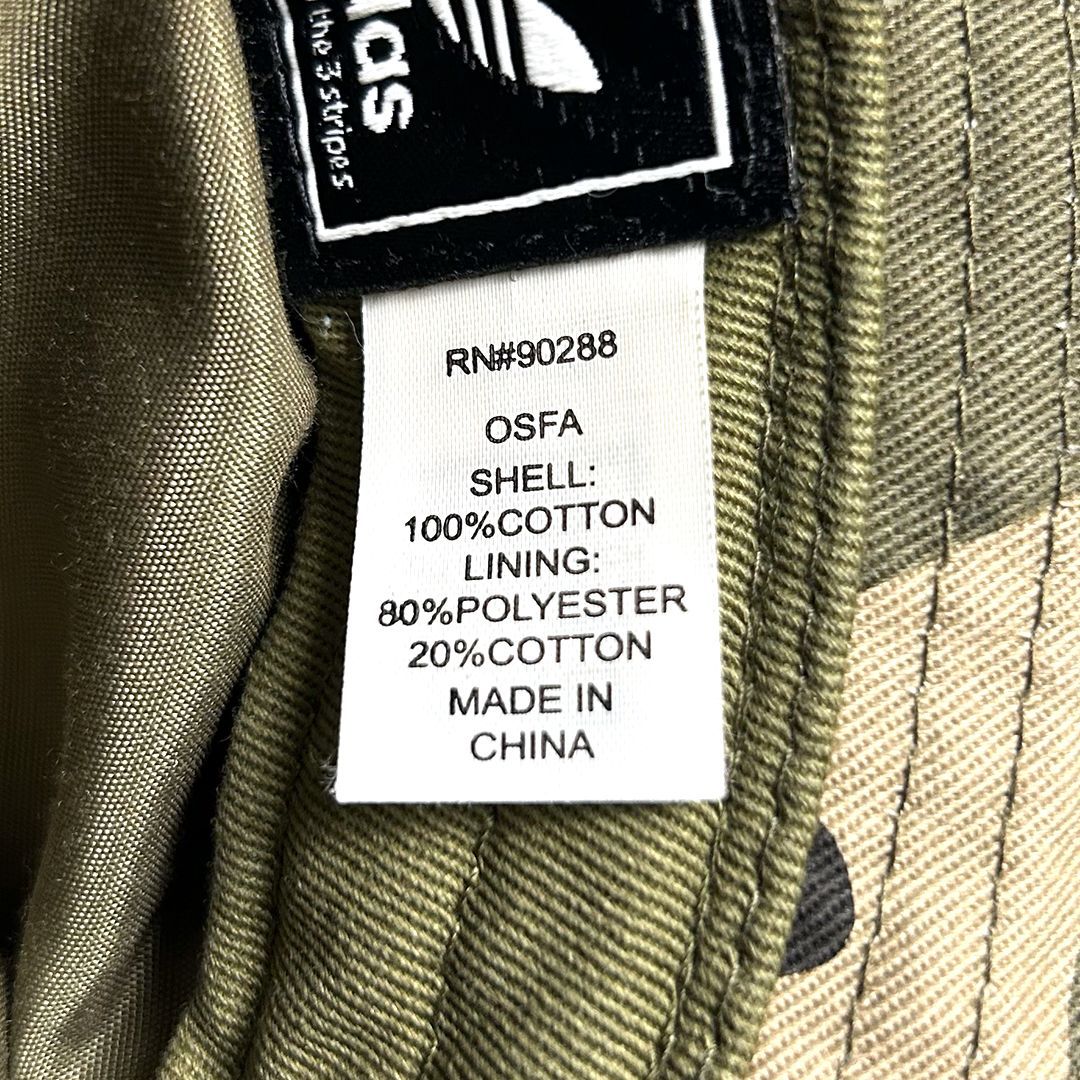 das
the 3 stripes
RN#90288
OSFA
SHELL:
100%COTTON
LINING:
80%POLYESTER
20%COTTON
MADE IN
CHINA